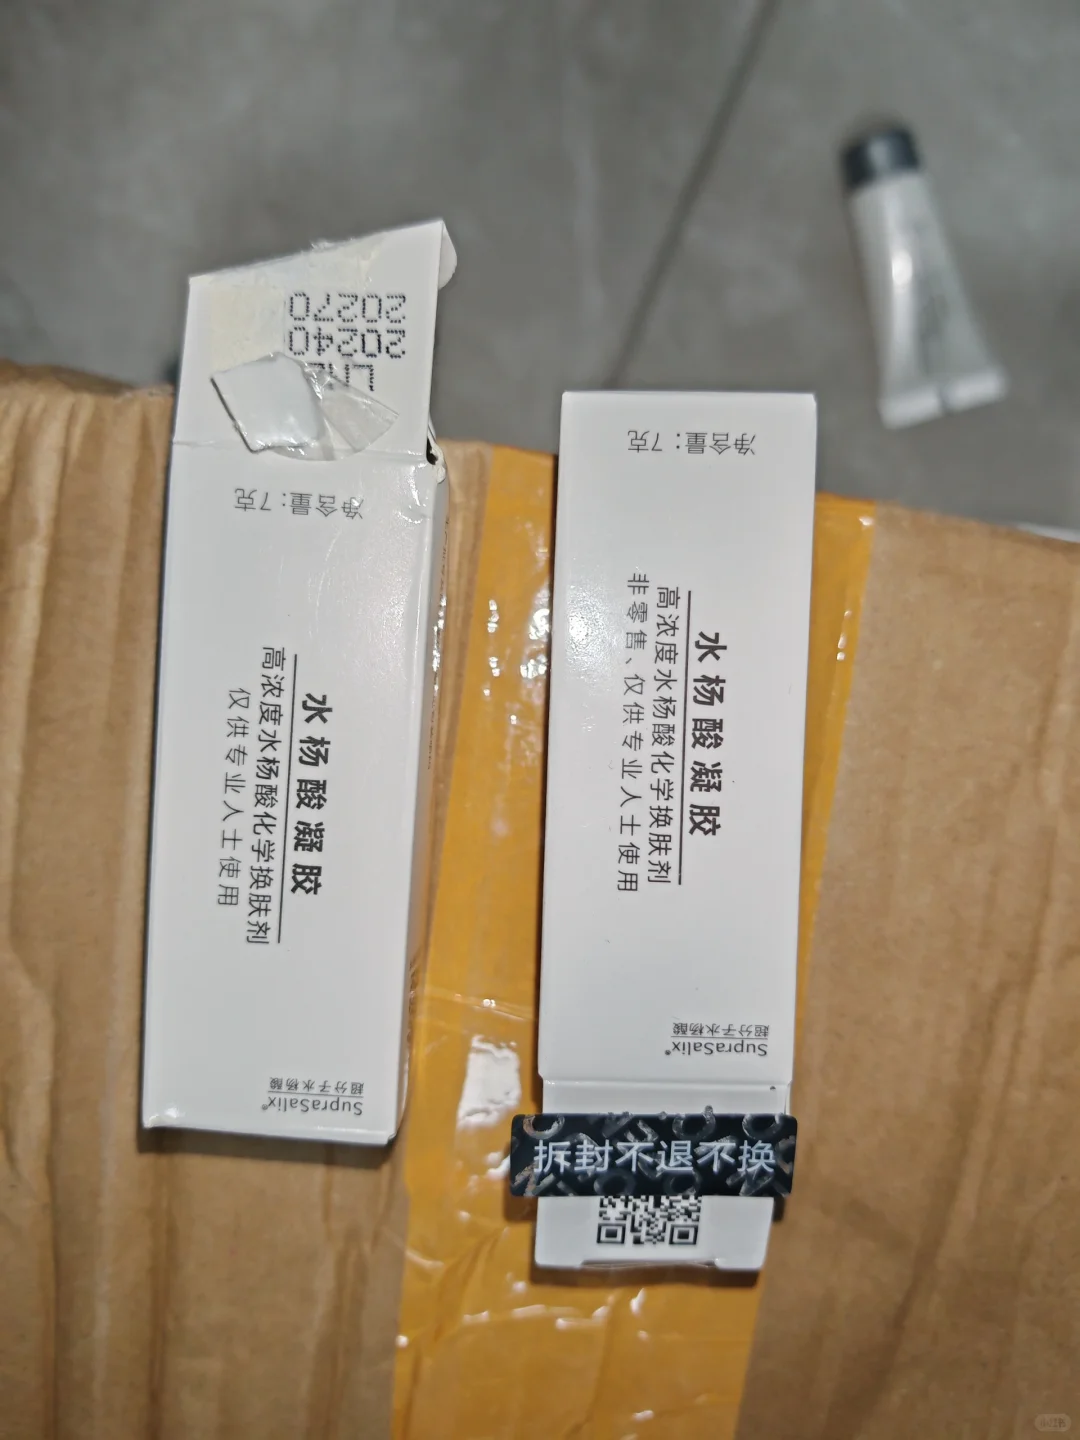 20270
20240
净含量：7克
水杨酸凝胶
高浓度水杨酸化学换肤剂
仅供专业人士使用
SupraSalix®
超分子水杨酸
净含量：7克
水杨酸凝胶
高浓度水杨酸化学换肤剂
非零售、仅供专业人士使用
SupraSalix®
超分子水杨酸
拆封不退不换
小红书